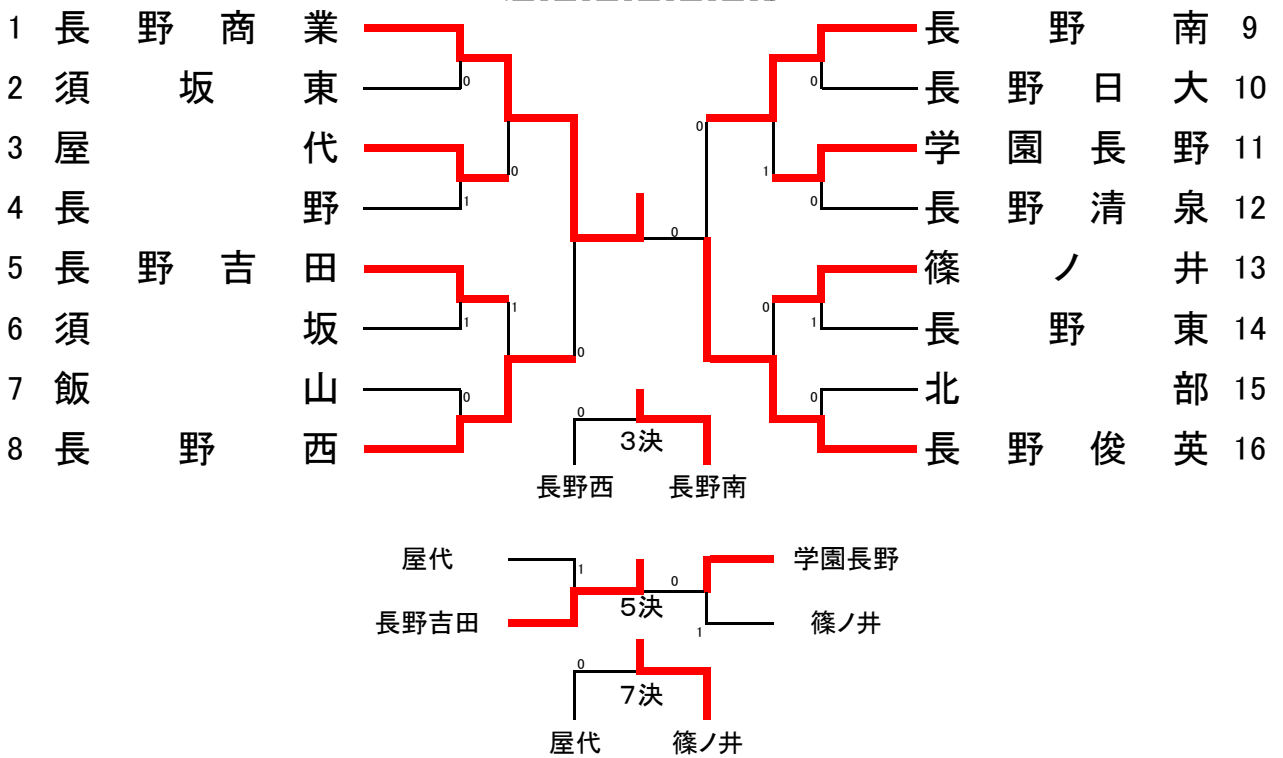 1 長野商業 長野南 9
0 0
2 須坂東 長野日大 10
0
3 屋代 学園長野 11
0 1
1 0
4 長野 長野清泉 12
0
5 長野吉田 篠ノ井 13
1 0
1 1
6 須坂 長野東 14
0
7 飯山 北部 15
0 0
0
3決
8 長野西 長野俊英 16
長野西 長野南
屋代 学園長野
1 0
5決
長野吉田 篠ノ井
1
0
7決
屋代 篠ノ井